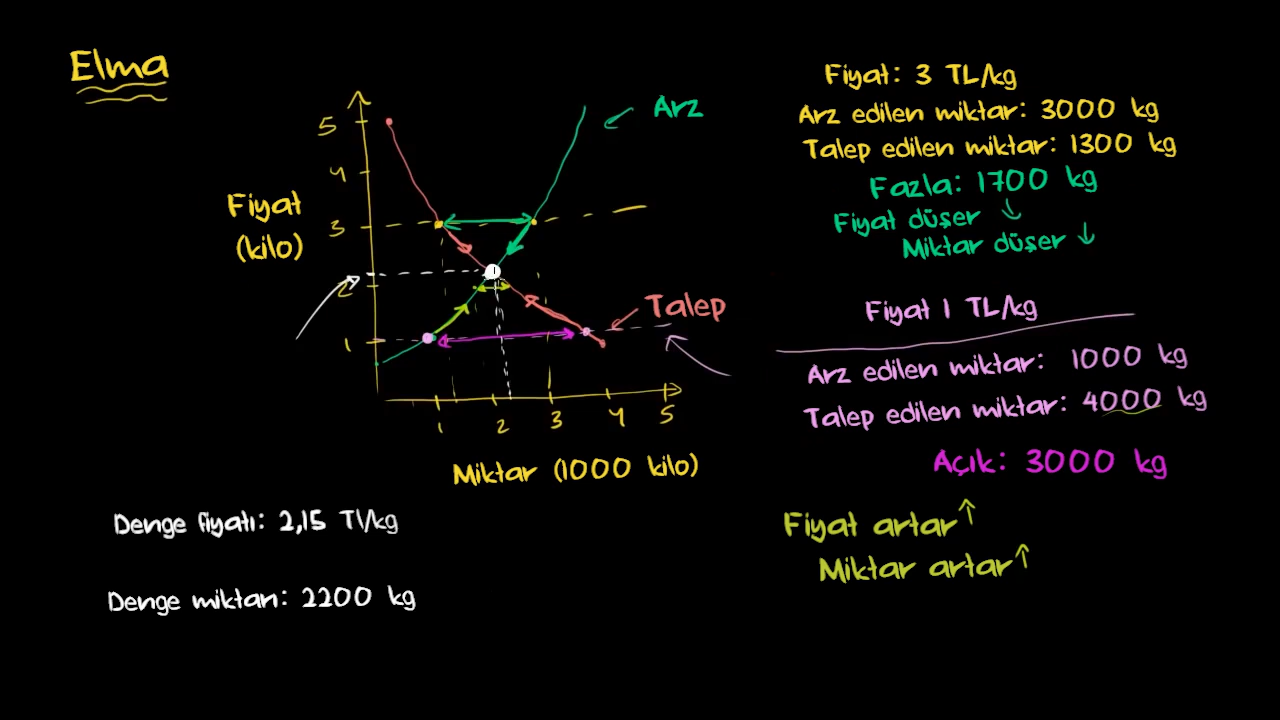 Elma
Arz
5
4
Fiyat
(kilo)
3
2
1
Talep
1 2 3 4 5
Miktar (1000 kilo)
Denge fiyatı: 2,15 Tl/kg
Denge miktarı: 2200 kg
Fiyat: 3 TL/kg
Arz edilen miktar: 3000 kg
Talep edilen miktar: 1300 kg
Fazla: 1700 kg
Fiyat düşer ↓
Miktar düşer ↓
Fiyat 1 TL/kg
Arz edilen miktar: 1000 kg
Talep edilen miktar: 4000 kg
Açık: 3000 kg
Fiyat artar ↑
Miktar artar ↑